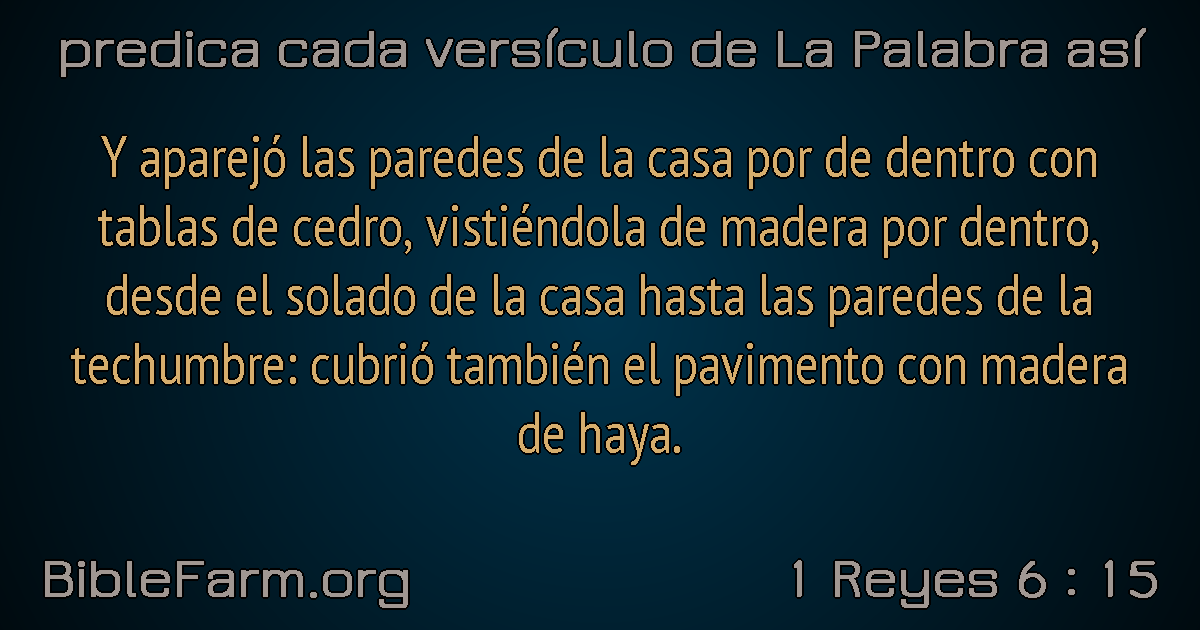 predica cada versículo de La Palabra así
Y aparejó las paredes de la casa por de dentro con
tablas de cedro, vistiéndola de madera por dentro,
desde el solado de la casa hasta las paredes de la
techumbre: cubrió también el pavimento con madera
de haya.
BibleFarm.org
1 Reyes 6 : 15